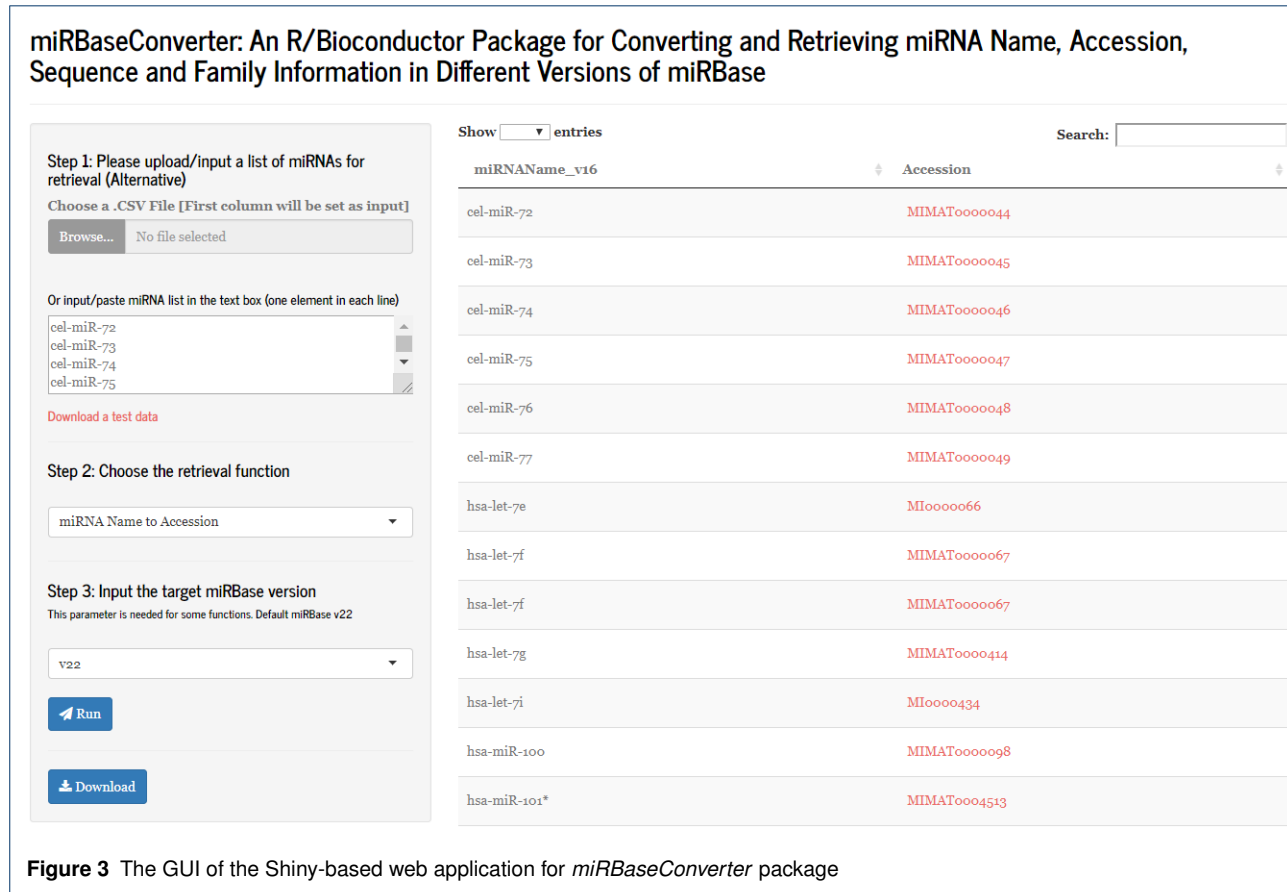 miRBaseConverter: An R/Bioconductor Package for Converting and Retrieving miRNA Name, Accession,
Sequence and Family Information in Different Versions of miRBase
Step 1: Please upload/input a list of miRNAs for
retrieval (Alternative)
Choose a .CSV File [First column will be set as input]
Browse... No file selected
Or input/paste miRNA list in the text box (one element in each line)
cel-miR-72
cel-miR-73
cel-miR-74
cel-miR-75
Download a test data
Step 2: Choose the retrieval function
miRNA Name to Accession
Step 3: Input the target miRBase version
This parameter is needed for some functions. Default miRBase v22
v22
Run
Download
Show entries Search:
miRNAName_v16 Accession
cel-miR-72 MIMAT0000044
cel-miR-73 MIMAT0000045
cel-miR-74 MIMAT0000046
cel-miR-75 MIMAT0000047
cel-miR-76 MIMAT0000048
cel-miR-77 MIMAT0000049
hsa-let-7e MI0000066
hsa-let-7f MIMAT0000067
hsa-let-7f MIMAT0000067
hsa-let-7g MIMAT0000414
hsa-let-7i MI0000434
hsa-miR-100 MIMAT0000098
hsa-miR-101* MIMAT0004513
Figure 3 The GUI of the Shiny-based web application for miRBaseConverter package